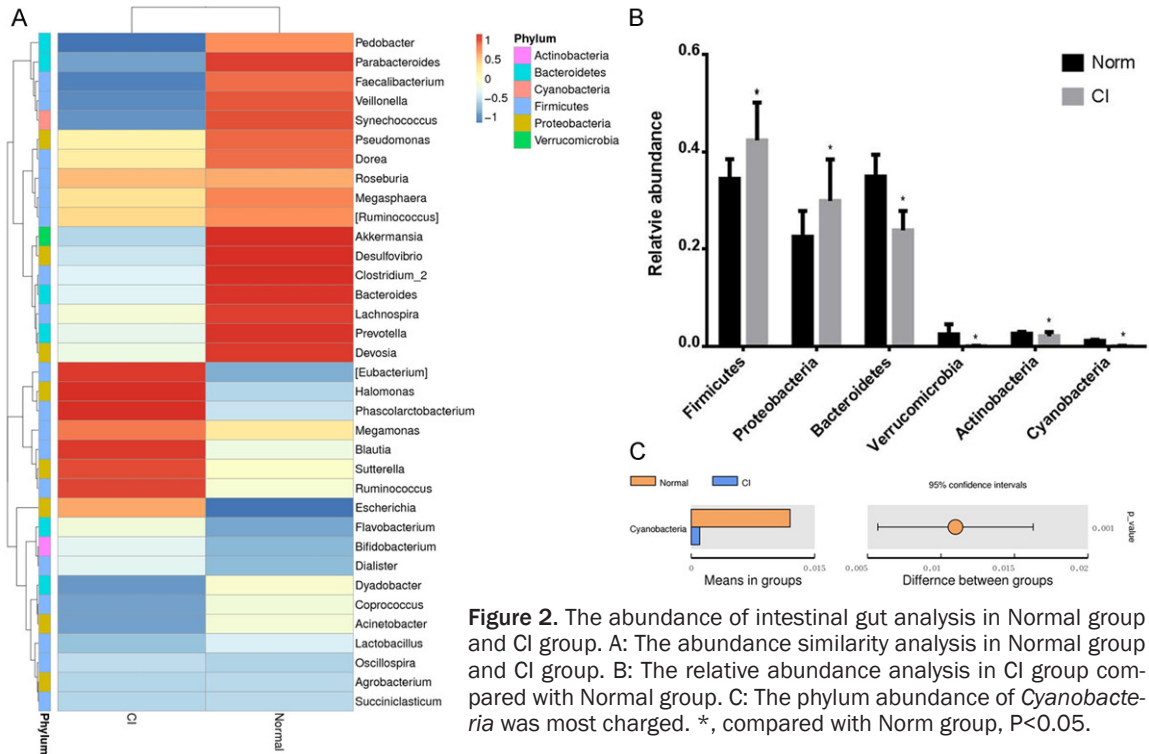 A
1
0.5
0
−0.5
−1
Phylum
Actinobacteria
Bacteroidetes
Cyanobacteria
Firmicutes
Proteobacteria
Verrucomicrobia
Pedobacter
Parabacteroides
Faecalibacterium
Veillonella
Synechococcus
Pseudomonas
Dorea
Roseburia
Megasphaera
[Ruminococcus]
Akkermansia
Desulfovibrio
Clostridium_2
Bacteroides
Lachnospira
Prevotella
Devosia
[Eubacterium]
Halomonas
Phascolarctobacterium
Megamonas
Blautia
Sutterella
Ruminococcus
Escherichia
Flavobacterium
Bifidobacterium
Dialister
Dyadobacter
Coprococcus
Acinetobacter
Lactobacillus
Oscillospira
Agrobacterium
Succiniclasticum
Phylum
CI
Normal
B
Relatvie abundance
0.6
0.4
0.2
0.0
Norm
CI
* * * * * *
Firmicutes
Proteobacteria
Bacteroidetes
Verrucomicrobia
Actinobacteria
Cyanobacteria
C
Normal CI
95% confidence intervals
Cyanobacteria
0 0.015
Means in groups
0.005 0.01 0.015 0.02
Diffrence between groups
0.001
p_value
Figure 2. The abundance of intestinal gut analysis in Normal group
and CI group. A: The abundance similarity analysis in Normal group
and CI group. B: The relative abundance analysis in CI group com-
pared with Normal group. C: The phylum abundance of Cyanobacte-
ria was most charged. *, compared with Norm group, P<0.05.